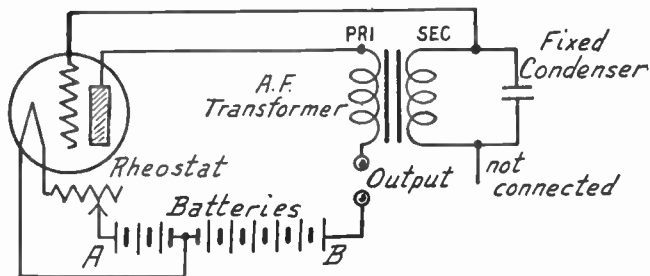 PRI
SEC
Fixed
Condenser
A.F.
Transformer
Rheostat
Output
not
connected
Batteries
A
B